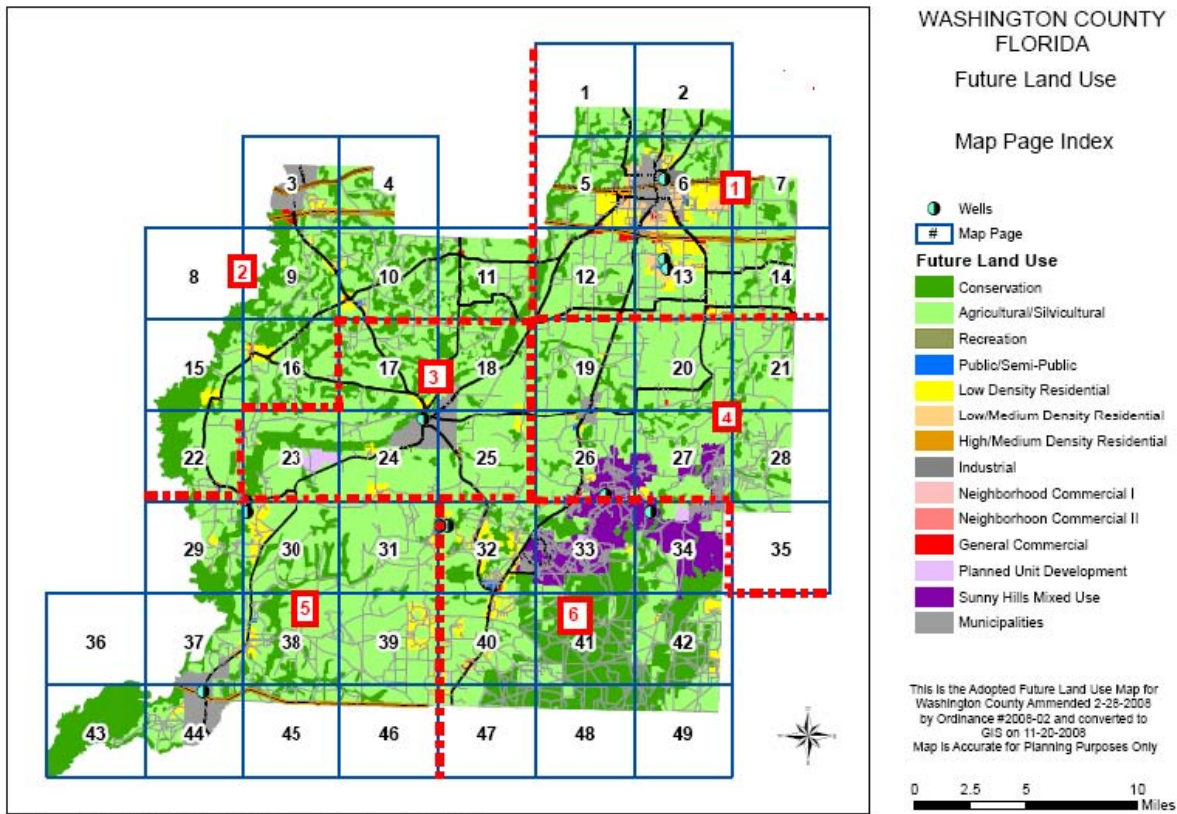 WASHINGTON COUNTY
FLORIDA
Future Land Use
Map Page Index
Wells
# Map Page
Future Land Use
Conservation
Agricultural/Silvicultural
Recreation
Public/Semi-Public
Low Density Residential
Low/Medium Density Residential
High/Medium Density Residential
Industrial
Neighborhood Commercial I
Neighborhoon Commercial II
General Commercial
Planned Unit Development
Sunny Hills Mixed Use
Municipalities
This is the Adopted Future Land Use Map for
Washington County Ammended 2-28-2008
by Ordinance #2008-02 and converted to
GIS on 11-20-2008
Map is Accurate for Planning Purposes Only
0 2.5 5 10
Miles
1 2
3 4 5 6 1 7
8 2 9 10 11 12 13 14
15 16 17 3 18 19 20 21
4
22 23 24 25 26 27 28
29 30 31 32 33 34 35
5 6
36 37 38 39 40 41 42
43 44 45 46 47 48 49